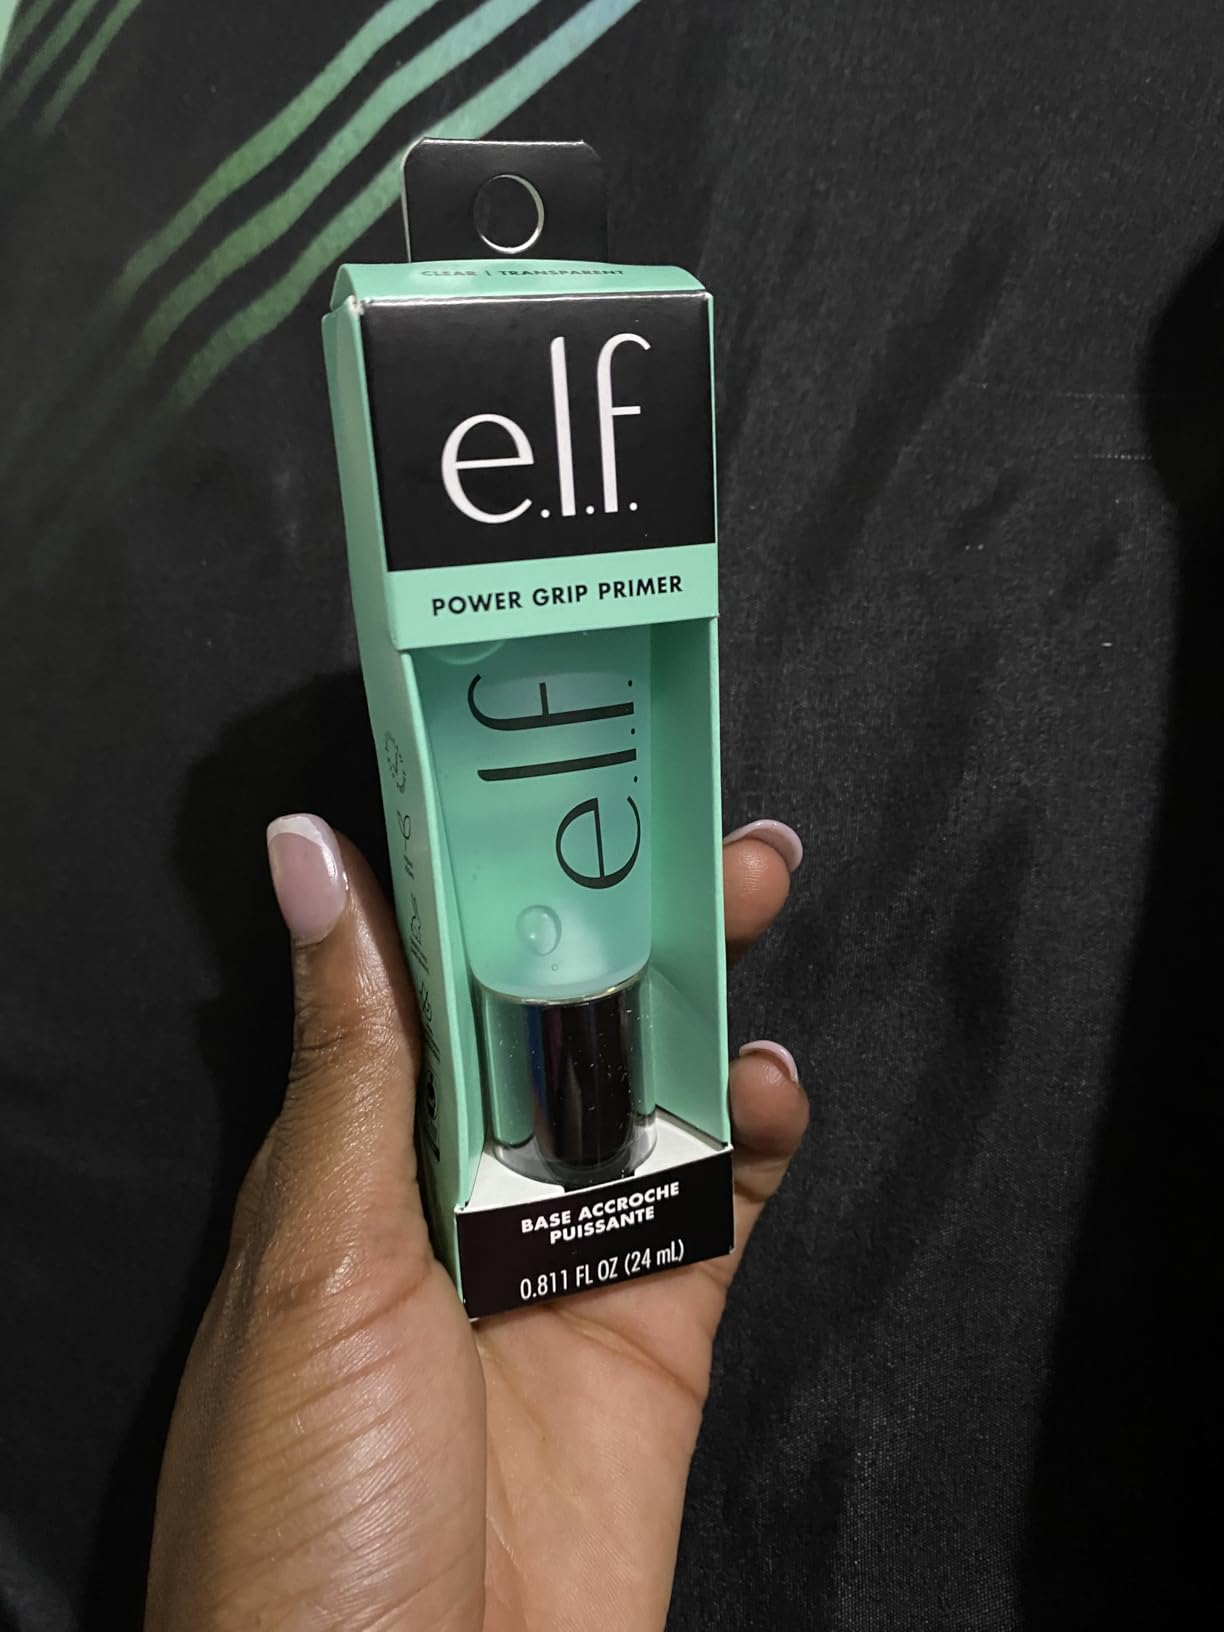 CLEAR | TRANSPARENT
e.l.f.
POWER GRIP PRIMER
e.l.f.
BASE ACCROCHE
PUISSANTE
0.811 FL OZ (24 mL)